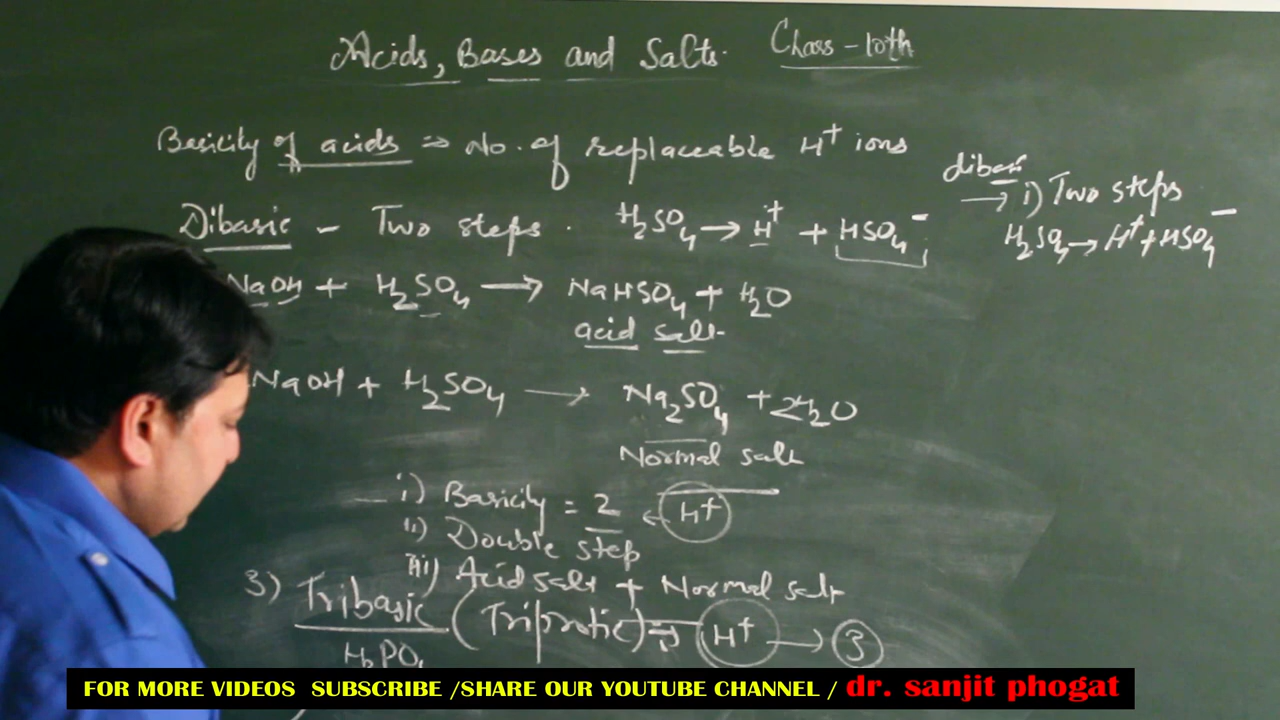 Acids, Bases and Salts. Class-10th
Basicity of acids ⇒ No. of replaceable H⁺ ions
Dibasic - Two steps. H₂SO₄ → H⁺ + HSO₄⁻
dibasic
→ i) Two steps
H₂SO₄ → H⁺ + HSO₄⁻
NaOH + H₂SO₄ → NaHSO₄ + H₂O
acid salt
NaOH + H₂SO₄ → Na₂SO₄ + 2H₂O
Normal salt
i) Basicity = 2 ← H⁺
ii) Double step
iii) Acid salt + Normal salt
3) Tribasic (Triprotic) ⇒ H⁺ → 3
FOR MORE VIDEOS SUBSCRIBE /SHARE OUR YOUTUBE CHANNEL / dr. sanjit phogat